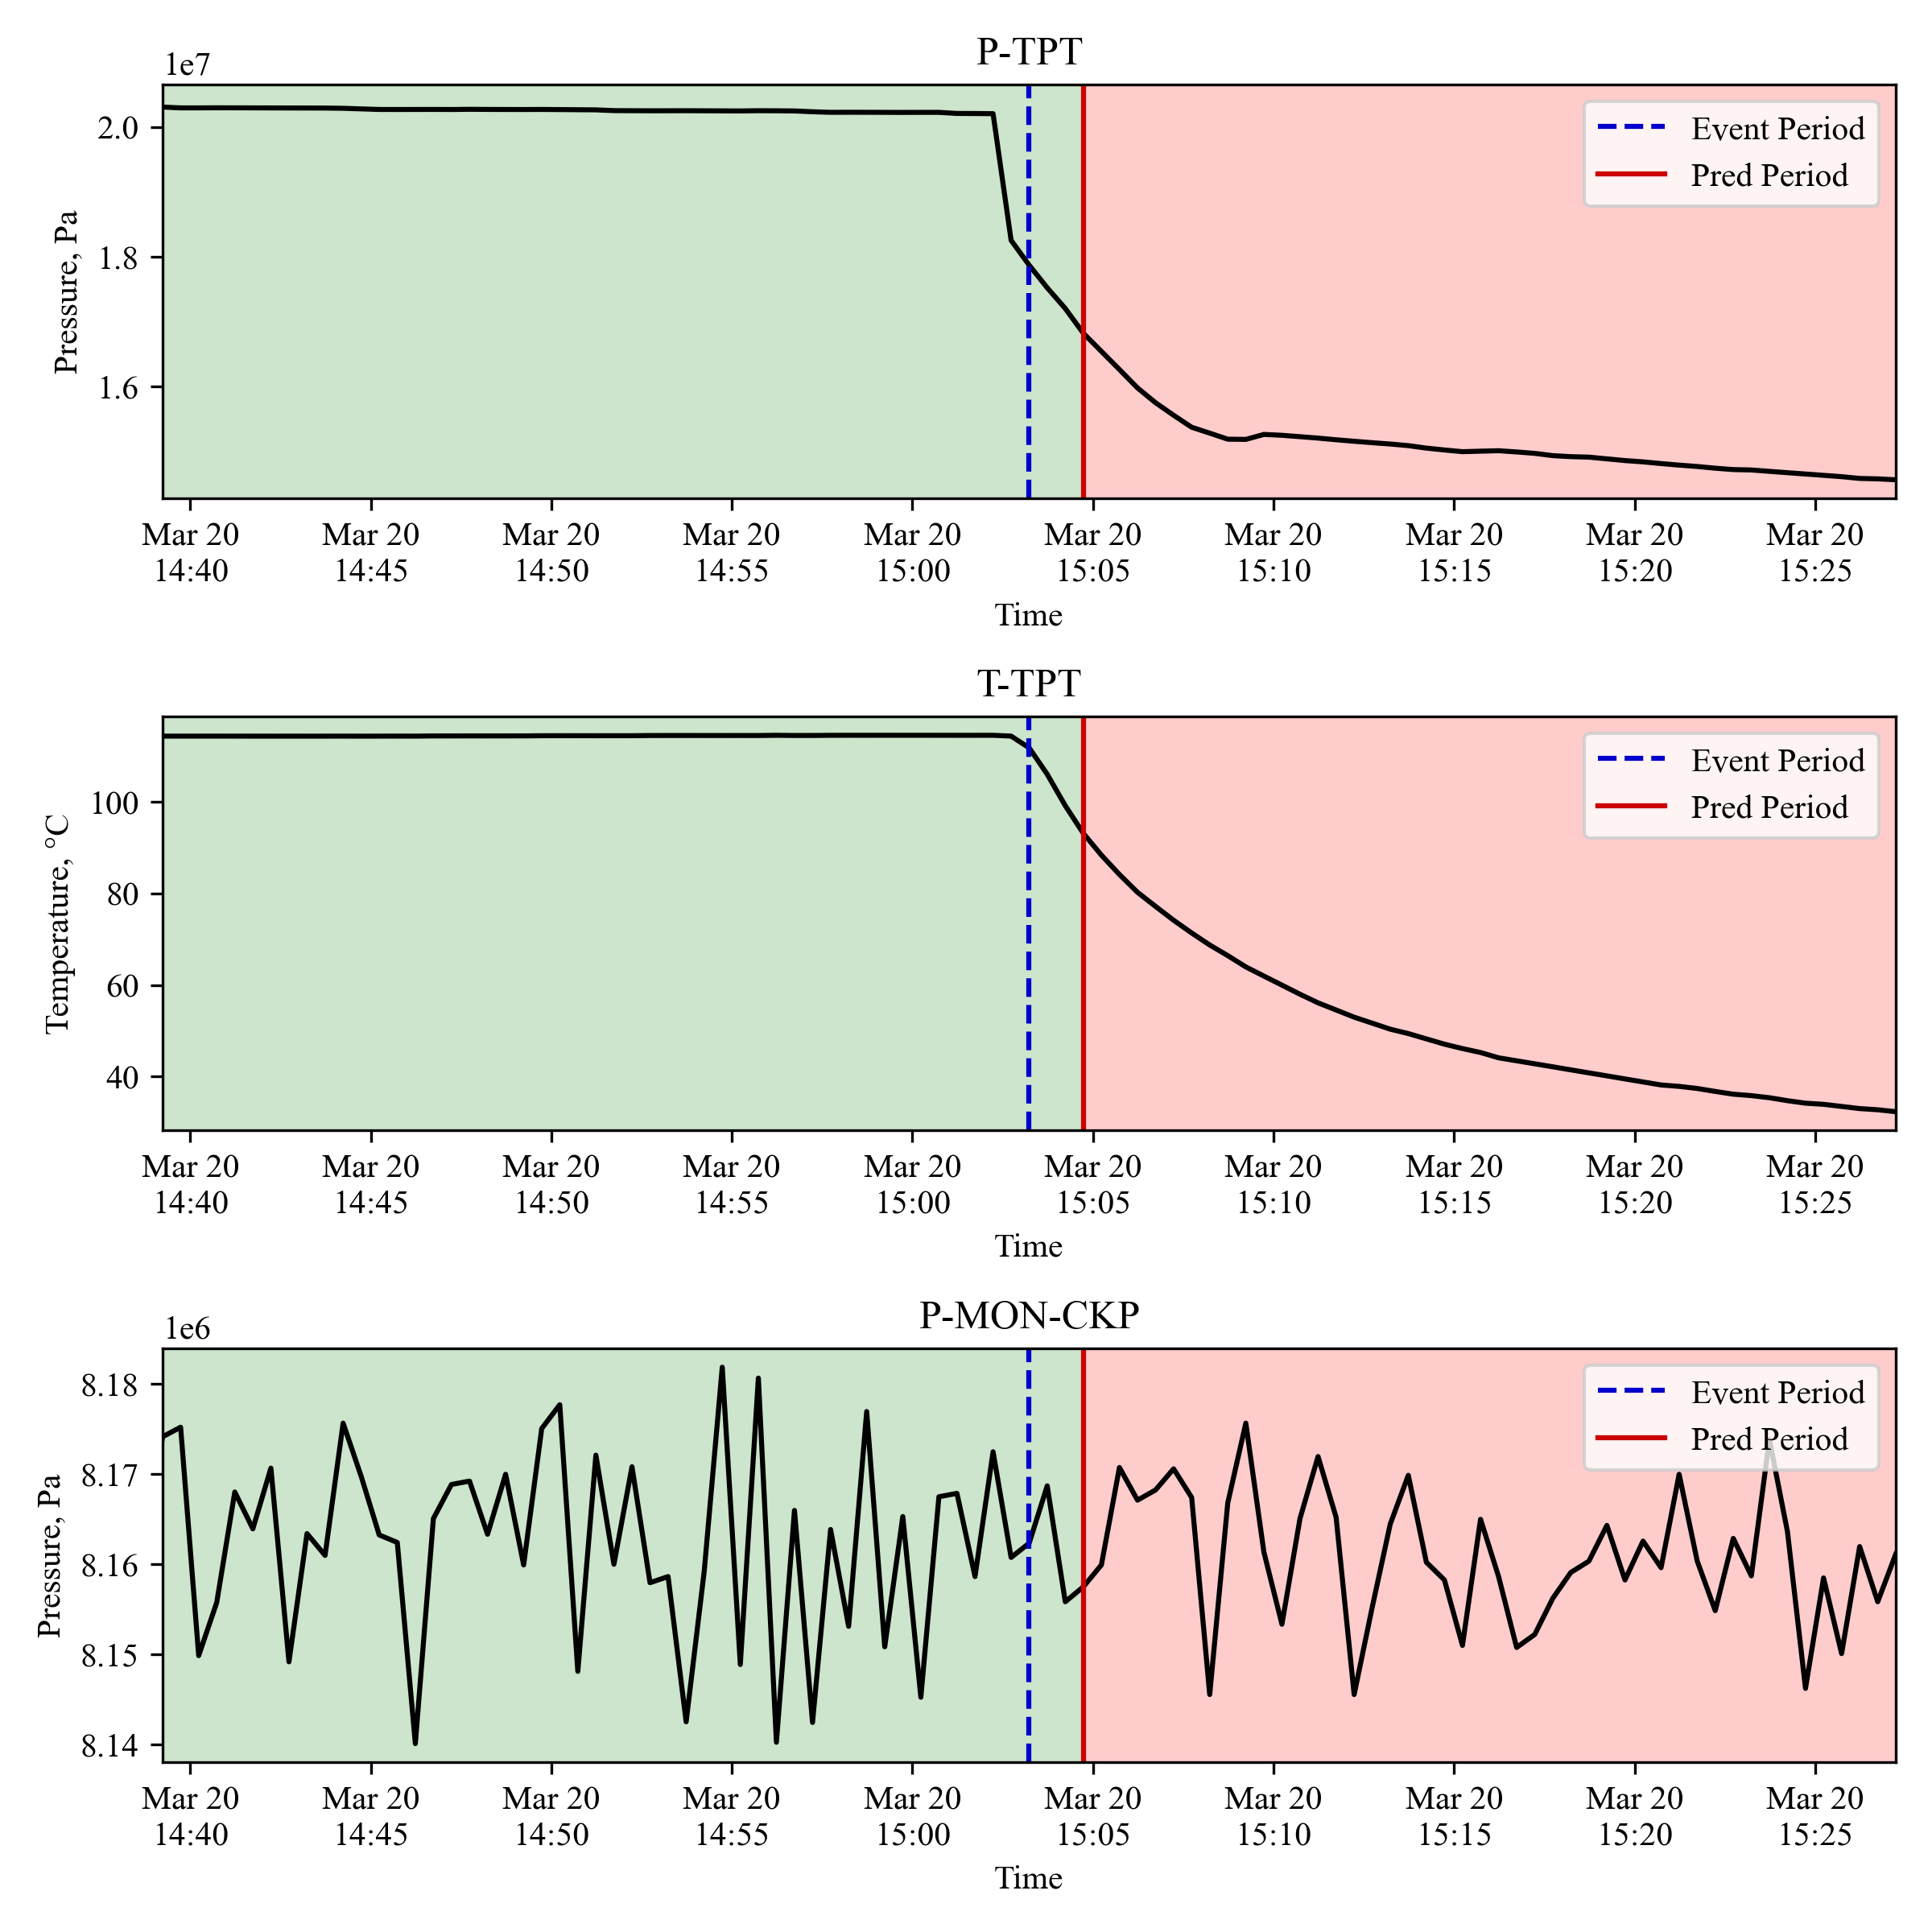 P-TPT
1e7
2.0
1.8
1.6
Pressure, Pa
Event Period
Pred Period
Mar 20 Mar 20 Mar 20 Mar 20 Mar 20 Mar 20 Mar 20 Mar 20 Mar 20 Mar 20
14:40 14:45 14:50 14:55 15:00 15:05 15:10 15:15 15:20 15:25
Time
T-TPT
100
80
60
40
Temperature, °C
Event Period
Pred Period
Mar 20 Mar 20 Mar 20 Mar 20 Mar 20 Mar 20 Mar 20 Mar 20 Mar 20 Mar 20
14:40 14:45 14:50 14:55 15:00 15:05 15:10 15:15 15:20 15:25
Time
P-MON-CKP
1e6
8.18
8.17
8.16
8.15
8.14
Pressure, Pa
Event Period
Pred Period
Mar 20 Mar 20 Mar 20 Mar 20 Mar 20 Mar 20 Mar 20 Mar 20 Mar 20 Mar 20
14:40 14:45 14:50 14:55 15:00 15:05 15:10 15:15 15:20 15:25
Time